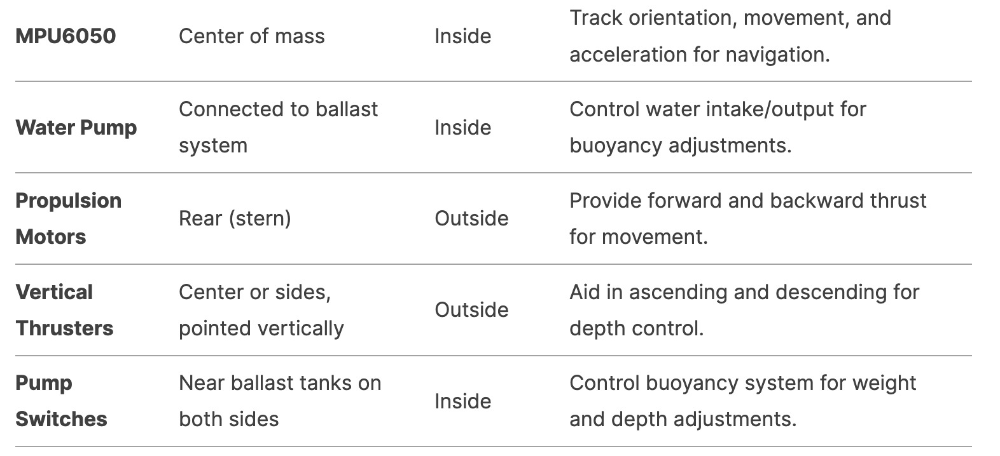 MPU6050
Center of mass
Inside
Track orientation, movement, and
acceleration for navigation.
Water Pump
Connected to ballast
system
Inside
Control water intake/output for
buoyancy adjustments.
Propulsion
Motors
Rear (stern)
Outside
Provide forward and backward thrust
for movement.
Vertical
Thrusters
Center or sides,
pointed vertically
Outside
Aid in ascending and descending for
depth control.
Pump
Switches
Near ballast tanks on
both sides
Inside
Control buoyancy system for weight
and depth adjustments.